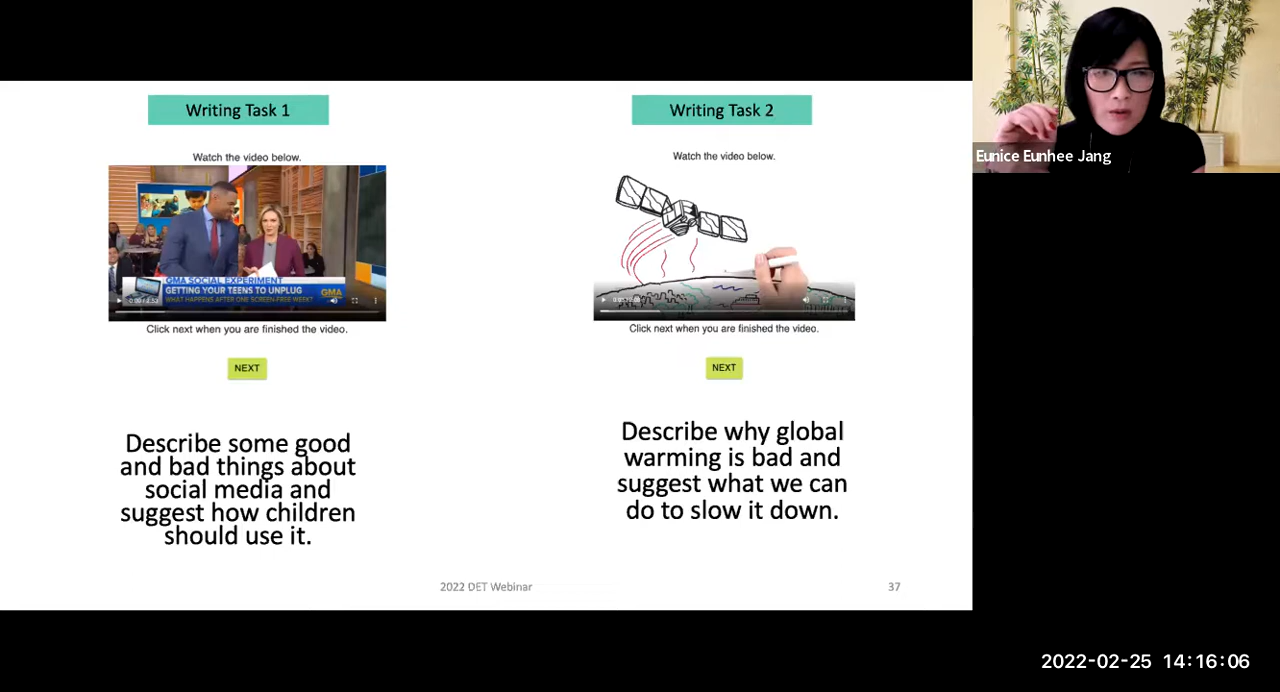 Writing Task 1
Watch the video below.
GMA SOCIAL EXPERIMENT
GETTING YOUR TEENS TO UNPLUG
WHAT HAPPENS AFTER ONE SCREEN-FREE WEEK?
GMA
Click next when you are finished the video.
NEXT
Describe some good
and bad things about
social media and
suggest how children
should use it.
Writing Task 2
Watch the video below.
Click next when you are finished the video.
NEXT
Describe why global
warming is bad and
suggest what we can
do to slow it down.
2022 DET Webinar
37
Eunice Eunhee Jang
2022-02-25 14:16:06